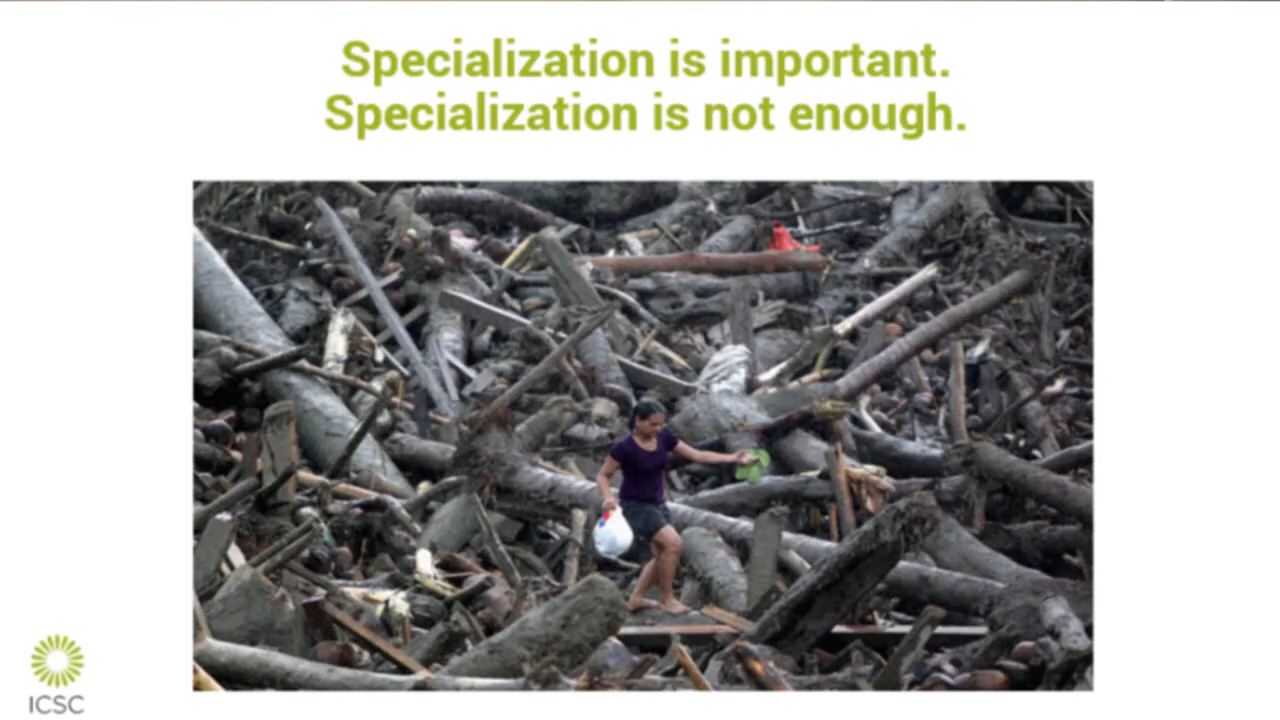 Specialization is important.
Specialization is not enough.
ICSC